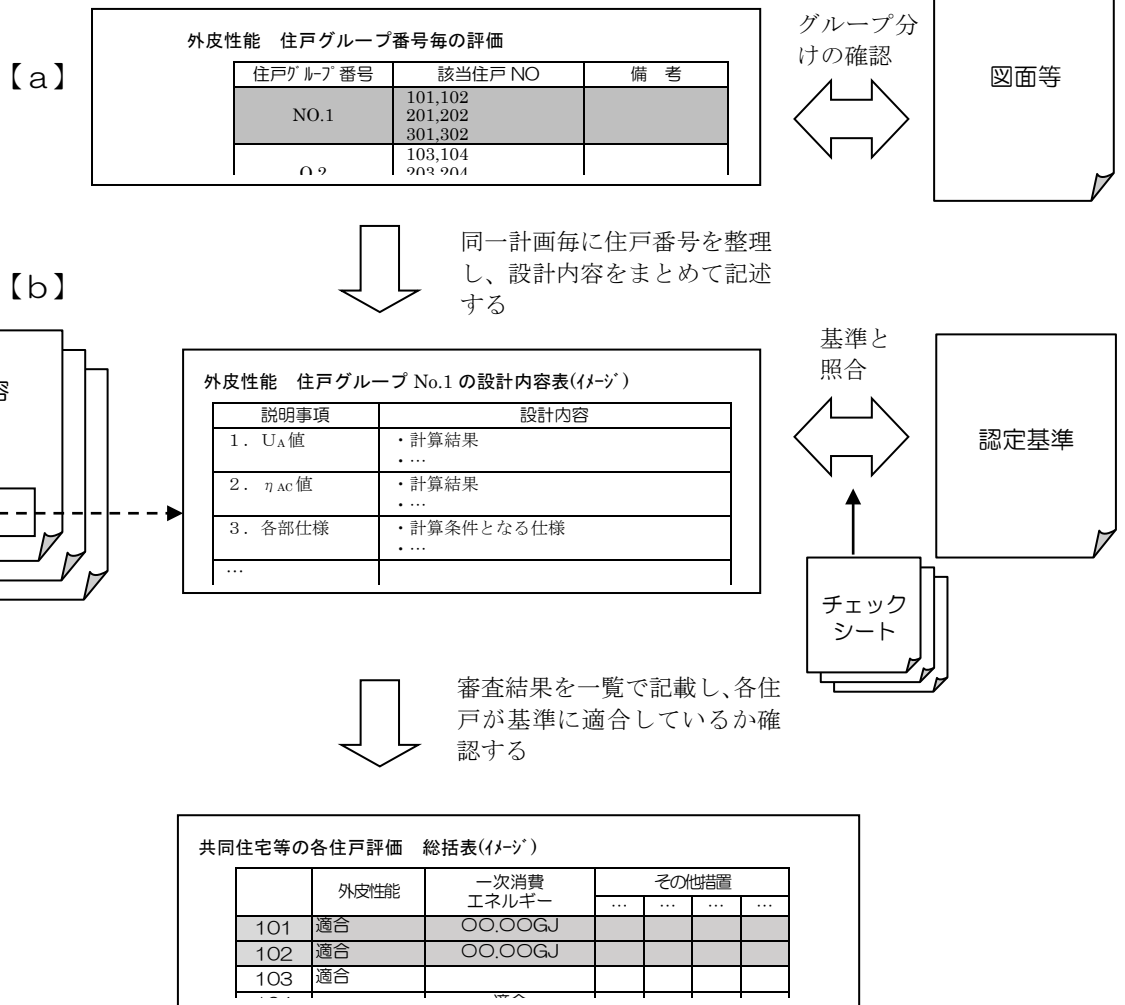 グループ分
けの確認
外皮性能　住戸グループ番号毎の評価
【a】
住戸ｸﾞﾙｰﾌﾟ番号　該当住戸 NO　備　考
図面等
NO.1
101,102
201,202
301,302
103,104
203,204
同一計画毎に住戸番号を整理
し、設計内容をまとめて記述
する
【b】
基準と
照合
外皮性能　住戸グループ No.1 の設計内容表(ｲﾒｰｼﾞ)
説明事項　設計内容
1．UA値　・計算結果
・…
認定基準
2．ηAC値　・計算結果
・…
3．各部仕様　・計算条件となる仕様
・…
…
チェック
シート
審査結果を一覧で記載し、各住
戸が基準に適合しているか確
認する
共同住宅等の各住戸評価　総括表(ｲﾒｰｼﾞ)
外皮性能　一次消費
エネルギー　その他措置
…　…　…　…
101　適合　〇〇.〇〇GJ
102　適合　〇〇.〇〇GJ
103　適合